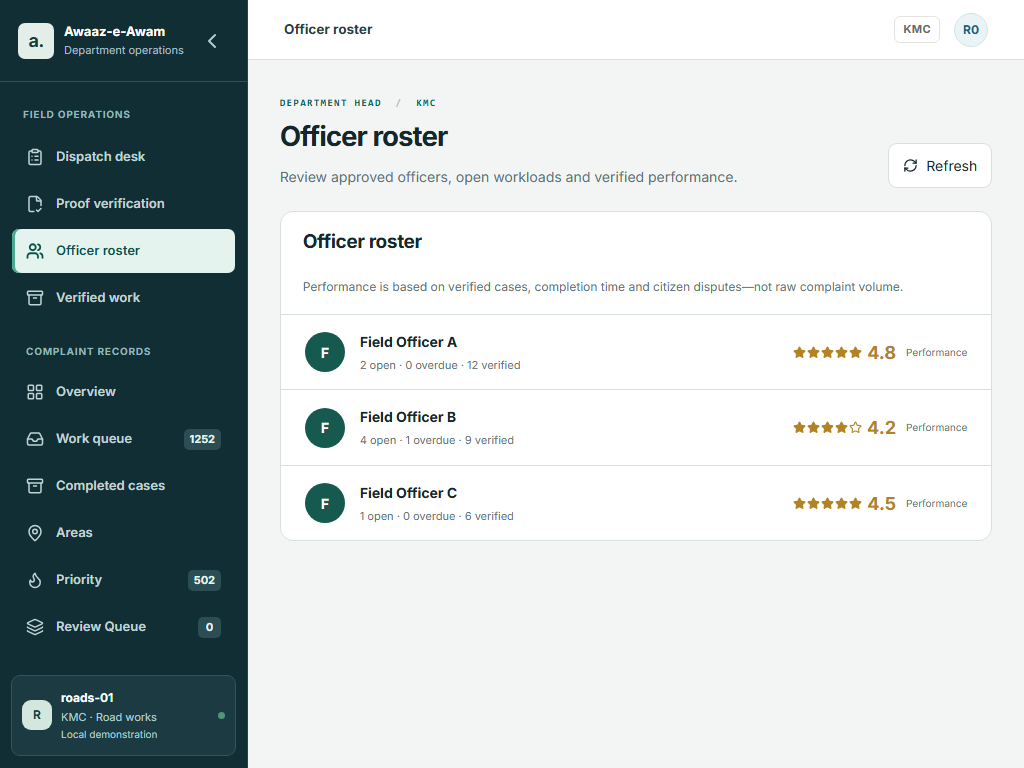 a.
Awaaz-e-Awam
Department operations
FIELD OPERATIONS
Dispatch desk
Proof verification
Officer roster
Verified work
COMPLAINT RECORDS
Overview
Work queue 1252
Completed cases
Areas
Priority 502
Review Queue 0
R
roads-01
KMC · Road works
Local demonstration
Officer roster
KMC
R0
DEPARTMENT HEAD / KMC
Officer roster
Review approved officers, open workloads and verified performance.
Refresh
Officer roster
Performance is based on verified cases, completion time and citizen disputes—not raw complaint volume.
F
Field Officer A
2 open · 0 overdue · 12 verified
4.8 Performance
F
Field Officer B
4 open · 1 overdue · 9 verified
4.2 Performance
F
Field Officer C
1 open · 0 overdue · 6 verified
4.5 Performance